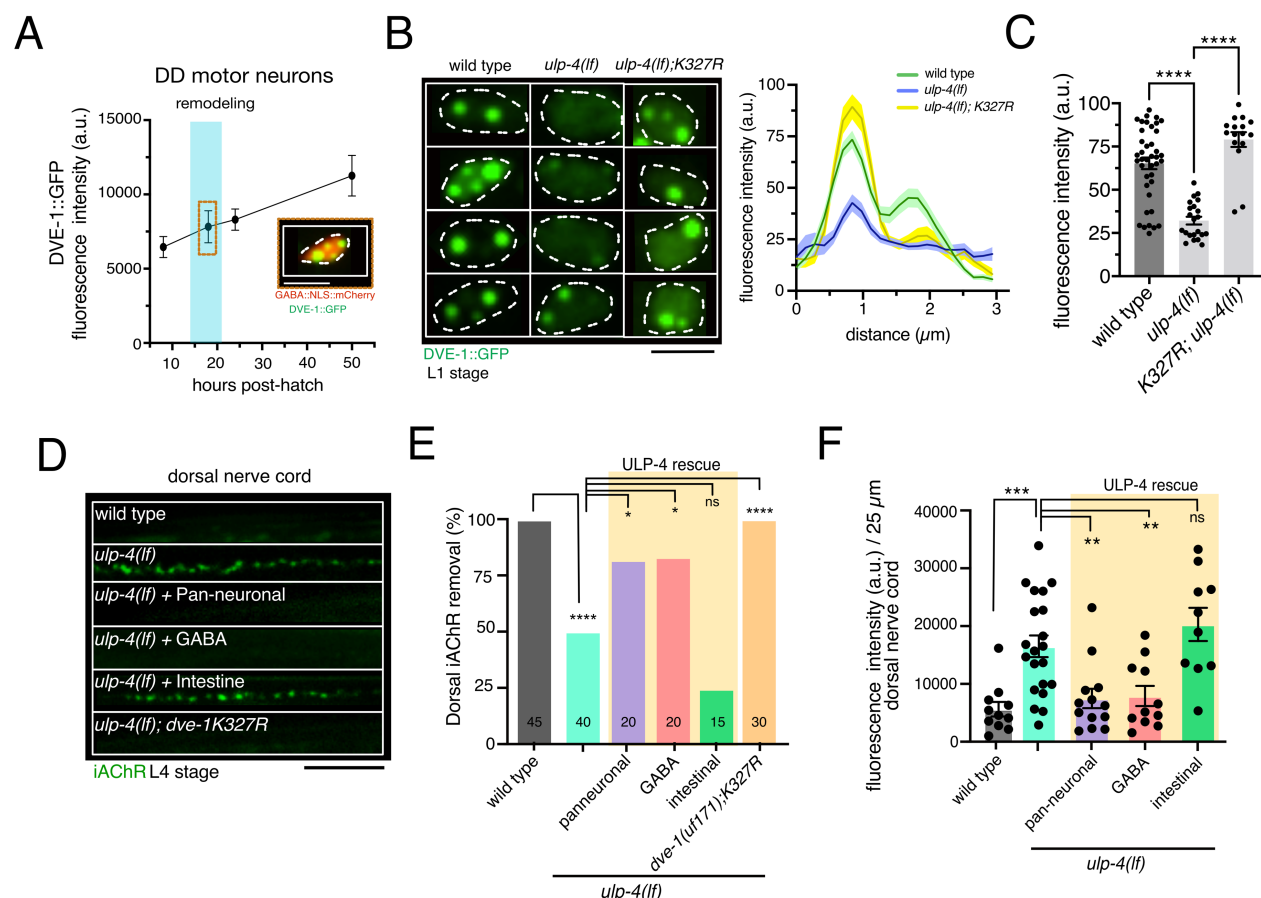 A
DD motor neurons
remodeling
DVE-1::GFP
fluorescence intensity (a.u.)
15000
10000
5000
0
10
20
30
40
50
hours post-hatch
GABA::NLS::mCherry
DVE-1::GFP
B
wild type
ulp-4(lf)
ulp-4(lf);K327R
DVE-1::GFP
L1 stage
fluorescence intensity (a.u.)
100
75
50
25
0
0
1
2
3
distance (µm)
wild type
ulp-4(lf)
ulp-4(lf); K327R
C
****
****
fluorescence intensity (a.u.)
100
75
50
25
0
wild type
ulp-4(lf)
K327R; ulp-4(lf)
D
dorsal nerve cord
wild type
ulp-4(lf)
ulp-4(lf) + Pan-neuronal
ulp-4(lf) + GABA
ulp-4(lf) + Intestine
ulp-4(lf); dve-1K327R
iAChR L4 stage
E
ULP-4 rescue
Dorsal iAChR removal (%)
100
75
50
25
0
****
*
*
ns
****
45
40
20
20
15
30
wild type
panneuronal
GABA
intestinal
dve-1(uf171);K327R
ulp-4(lf)
F
ULP-4 rescue
fluorescence intensity (a.u.) / 25 µm
dorsal nerve cord
40000
30000
20000
10000
0
***
**
**
ns
wild type
pan-neuronal
GABA
intestinal
ulp-4(lf)